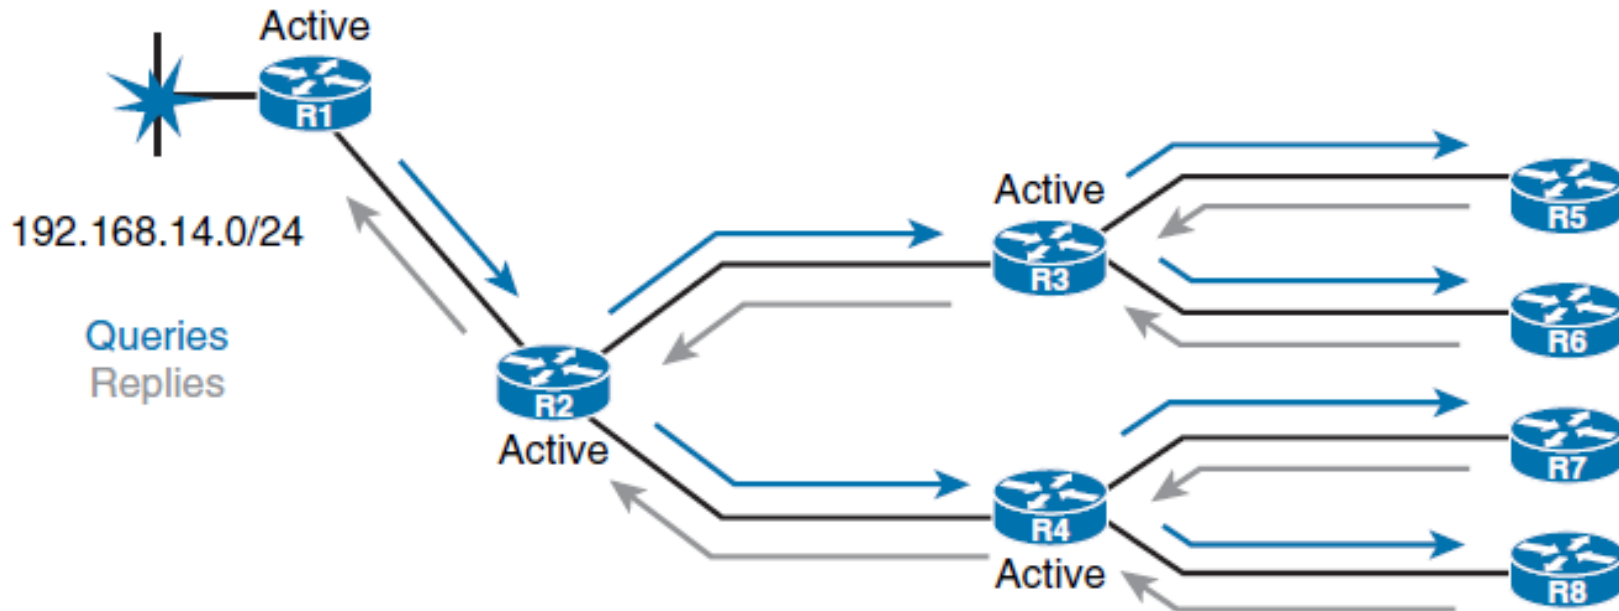 Active
R1
192.168.14.0/24
Queries
Replies
R2
Active
Active
R3
R4
Active
R5
R6
R7
R8